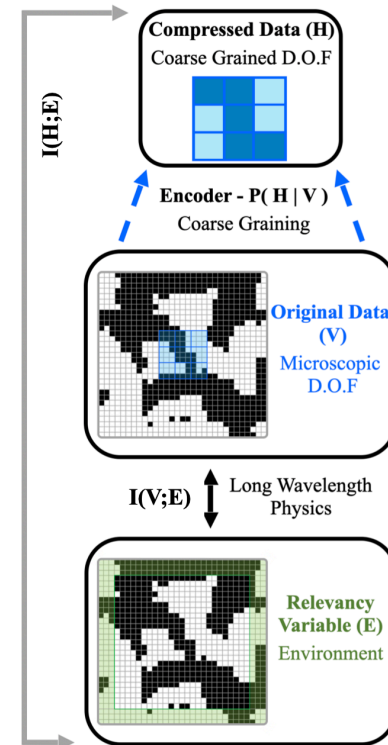 Compressed Data (H)
Coarse Grained D.O.F
I(H;E)
Encoder - P( H | V )
Coarse Graining
Original Data
(V)
Microscopic
D.O.F
I(V;E)
Long Wavelength
Physics
Relevancy
Variable (E)
Environment